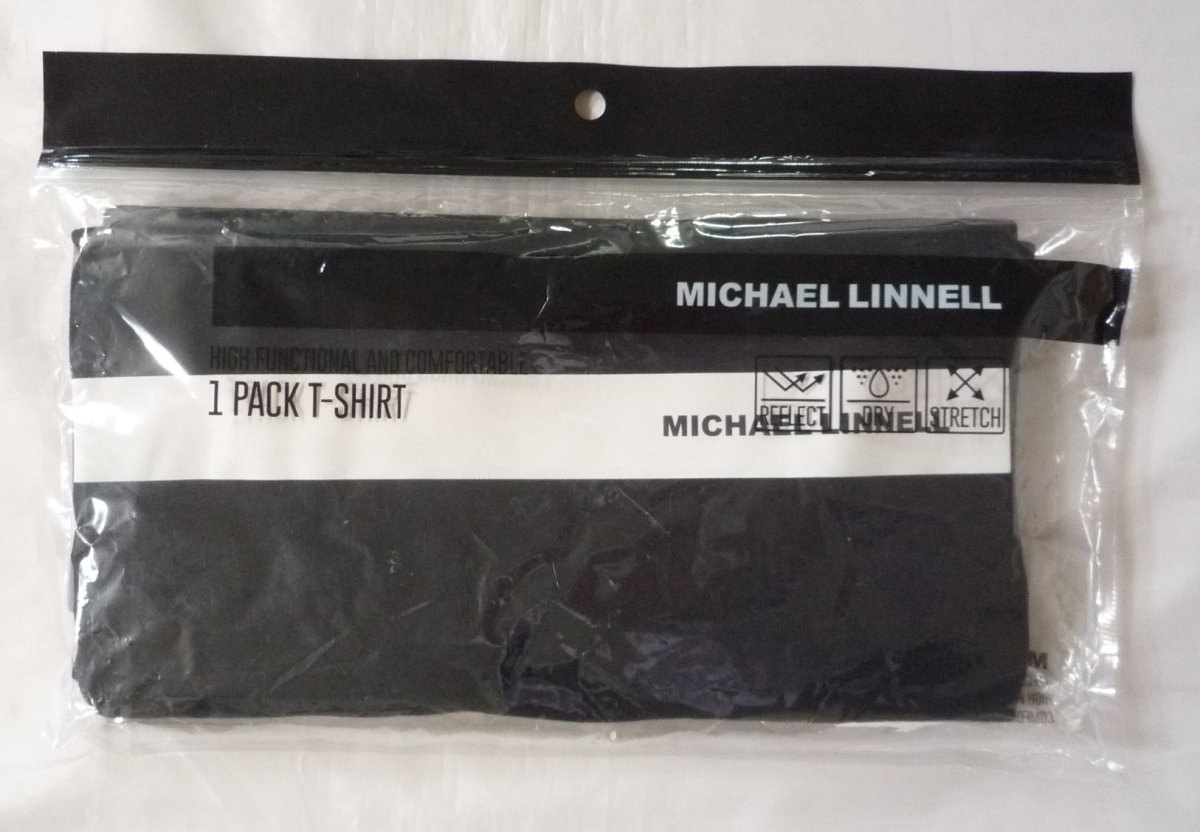 MICHAEL LINNELL
HIGH FUNCTIONAL AND COMFORTABLE
1 PACK T-SHIRT
REFLECT DRY STRETCH
MICHAEL LINNELL